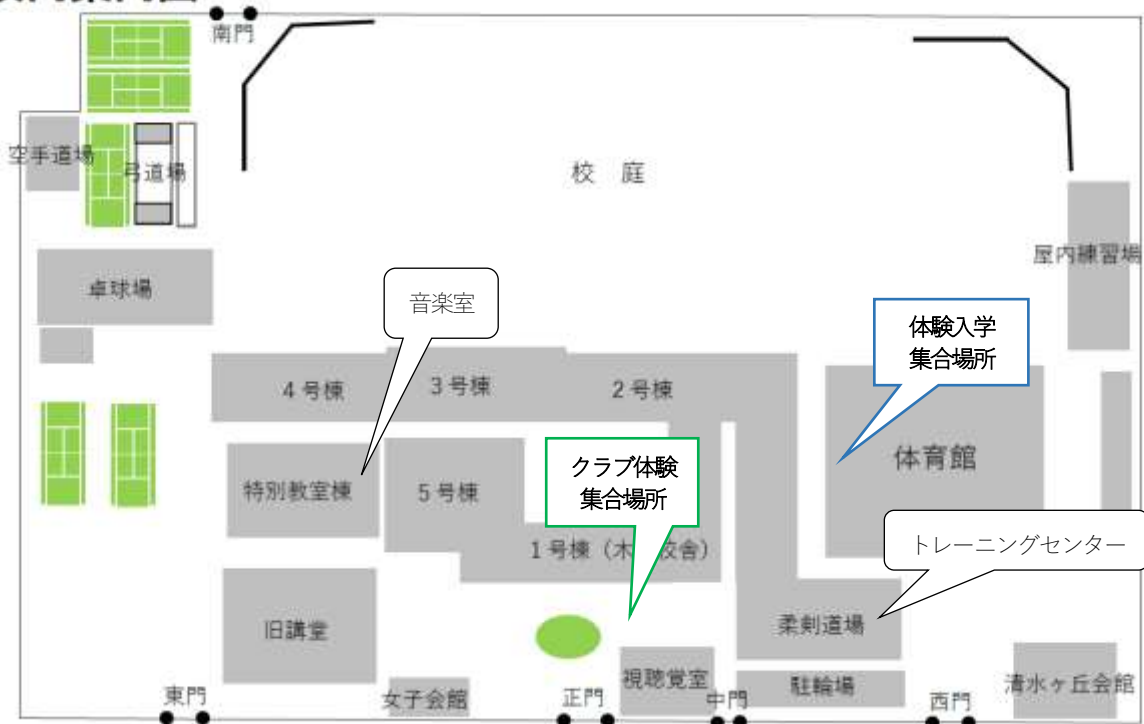 南門
空手道場
弓道場
校 庭
屋内練習場
卓球場
音楽室
体験入学
集合場所
4号棟
3号棟
2号棟
体育館
クラブ体験
集合場所
特別教室棟
5号棟
1号棟(木 校舎)
トレーニングセンター
旧講堂
柔剣道場
視聴覚室
駐輪場
清水ヶ丘会館
東門
女子会館
正門
中門
西門